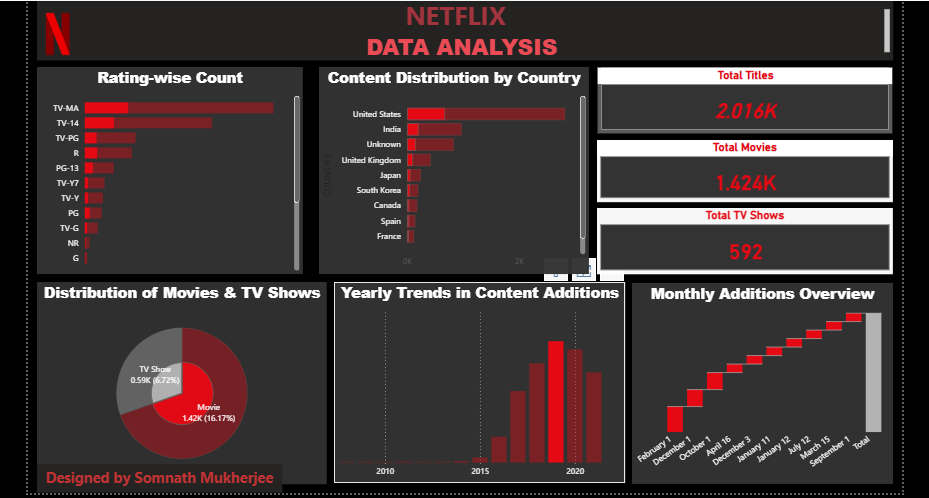 NETFLIX
DATA ANALYSIS
Rating-wise Count
TV-MA
TV-14
TV-PG
R
PG-13
TV-Y7
TV-Y
PG
TV-G
NR
G
Content Distribution by Country
COUNTRY
United States
India
Unknown
United Kingdom
Japan
South Korea
Canada
Spain
France
0K 2K
Total Titles
2.016K
Total Movies
1.424K
Total TV Shows
592
Distribution of Movies & TV Shows
TV Show
0.59K (6.72%)
Movie
1.42K (16.17%)
Designed by Somnath Mukherjee
Yearly Trends in Content Additions
2010 2015 2020
Monthly Additions Overview
February 1
December 1
October 1
April 16
December 3
January 11
January 12
July 12
March 15
September 1
Total